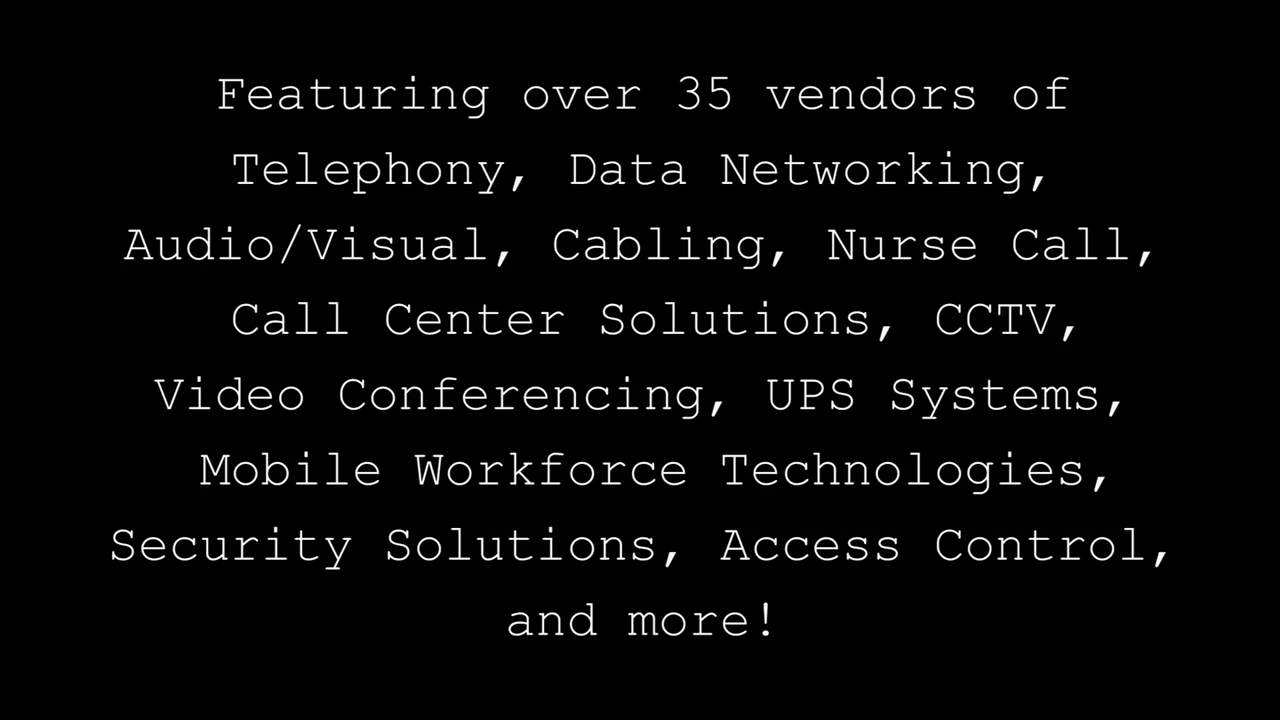 Featuring over 35 vendors of
Telephony, Data Networking,
Audio/Visual, Cabling, Nurse Call,
Call Center Solutions, CCTV,
Video Conferencing, UPS Systems,
Mobile Workforce Technologies,
Security Solutions, Access Control,
and more!